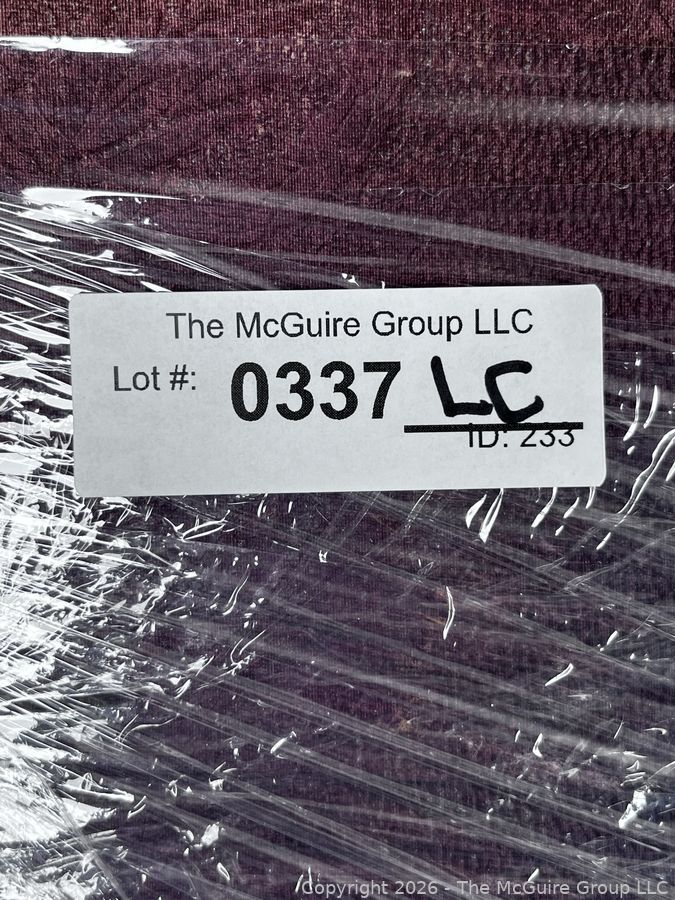 The McGuire Group LLC
Lot #: 0337 LC
ID: 233
Copyright 2026 - The McGuire Group LLC